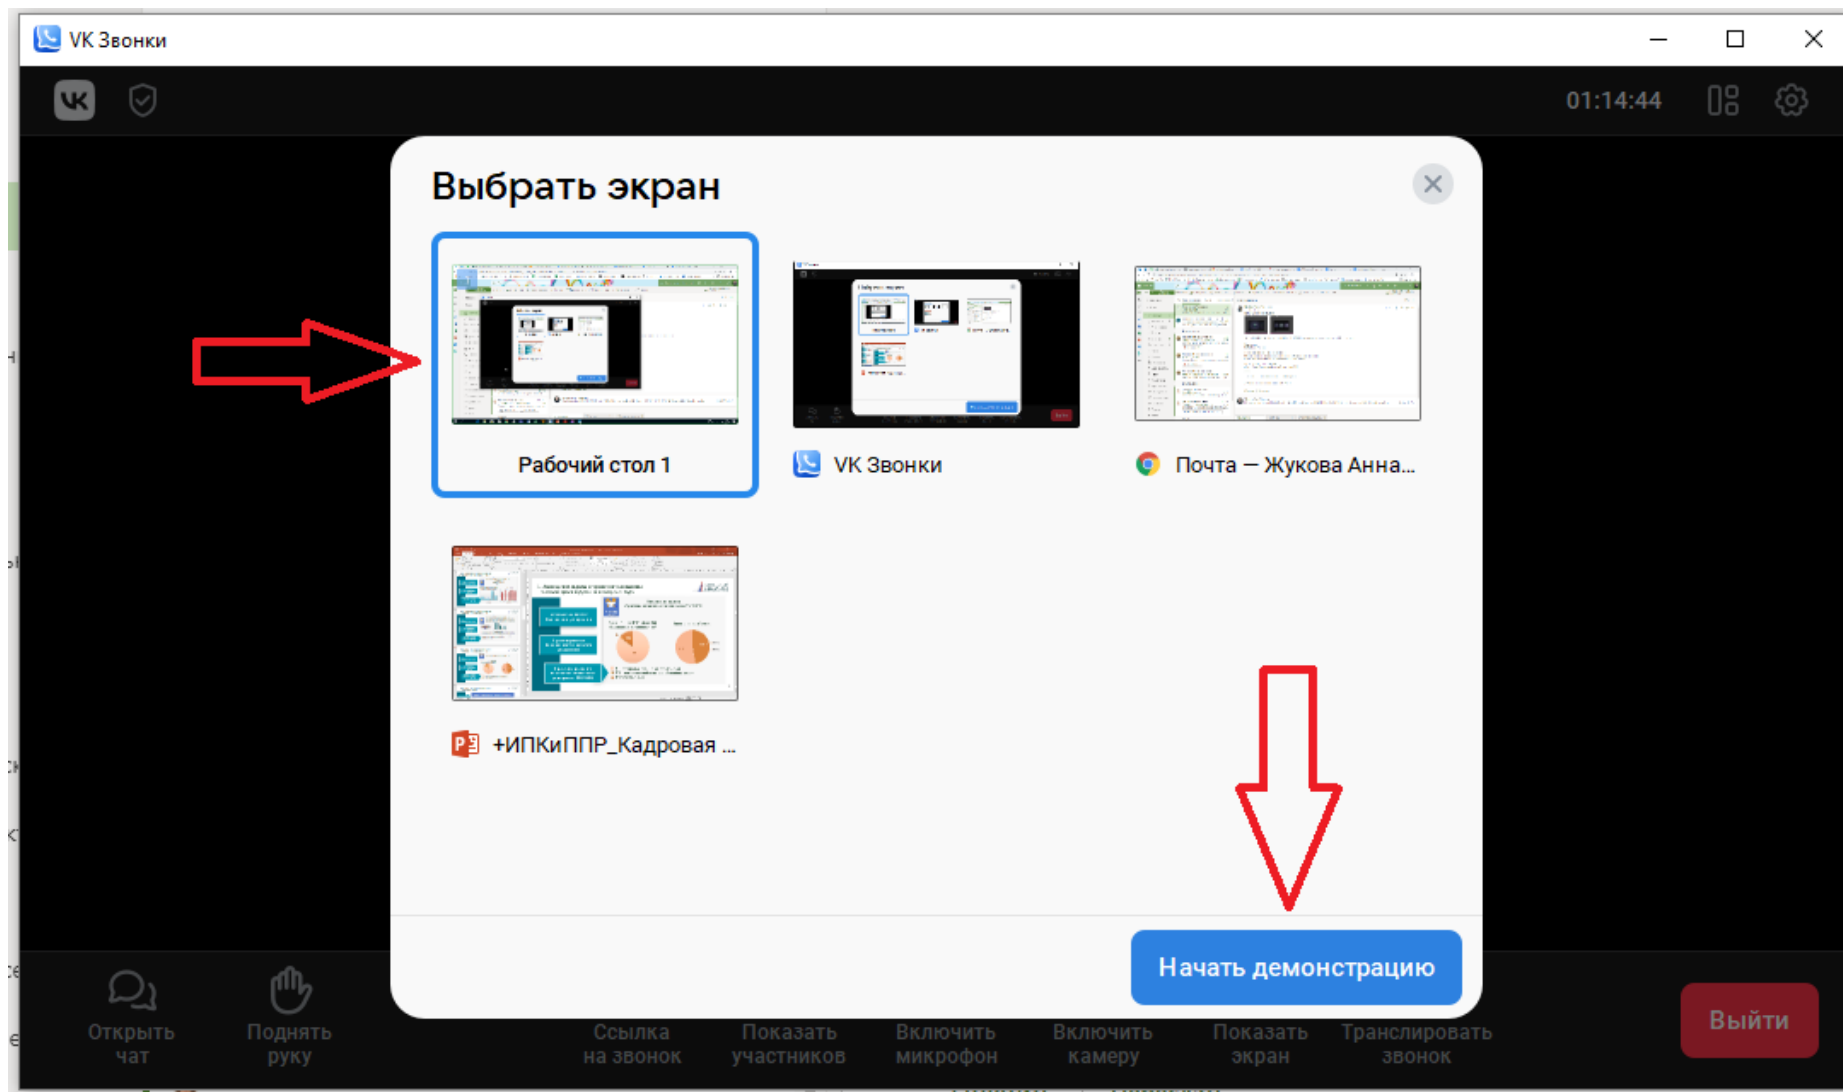 VK Звонки
01:14:44
Выбрать экран
Рабочий стол 1
VK Звонки
Почта — Жукова Анна...
+ИПКиППР_Кадровая ...
Начать демонстрацию
Открыть
чат
Поднять
руку
Ссылка
на звонок
Показать
участников
Включить
микрофон
Включить
камеру
Показать
экран
Транслировать
звонок
Выйти